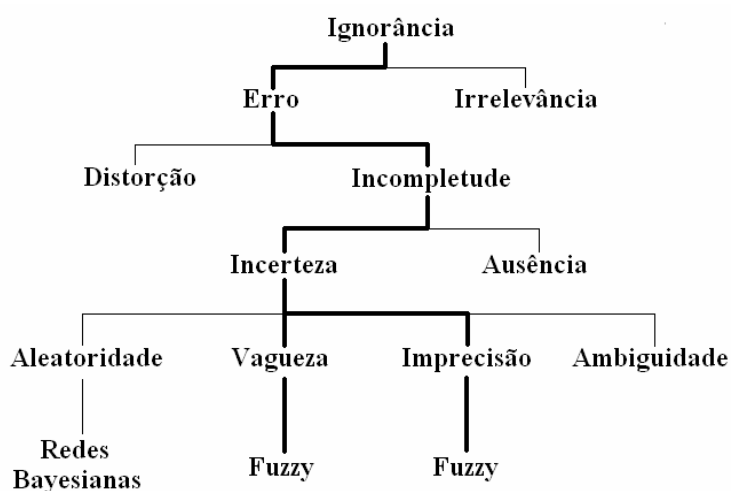 Ignorância
Erro
Irrelevância
Distorção
Incompletude
Incerteza
Ausência
Aleatoridade
Vagueza
Imprecisão
Ambiguidade
Redes
Bayesianas
Fuzzy
Fuzzy